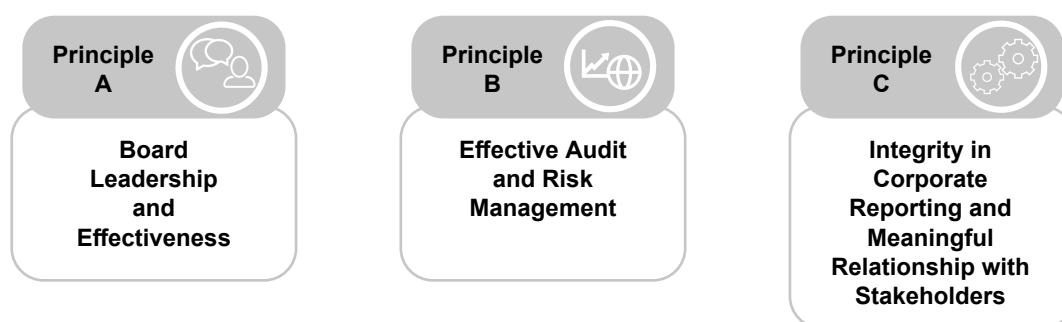 Principle
A
Board
Leadership
and
Effectiveness
Principle
B
Effective Audit
and Risk
Management
Principle
C
Integrity in
Corporate
Reporting and
Meaningful
Relationship with
Stakeholders